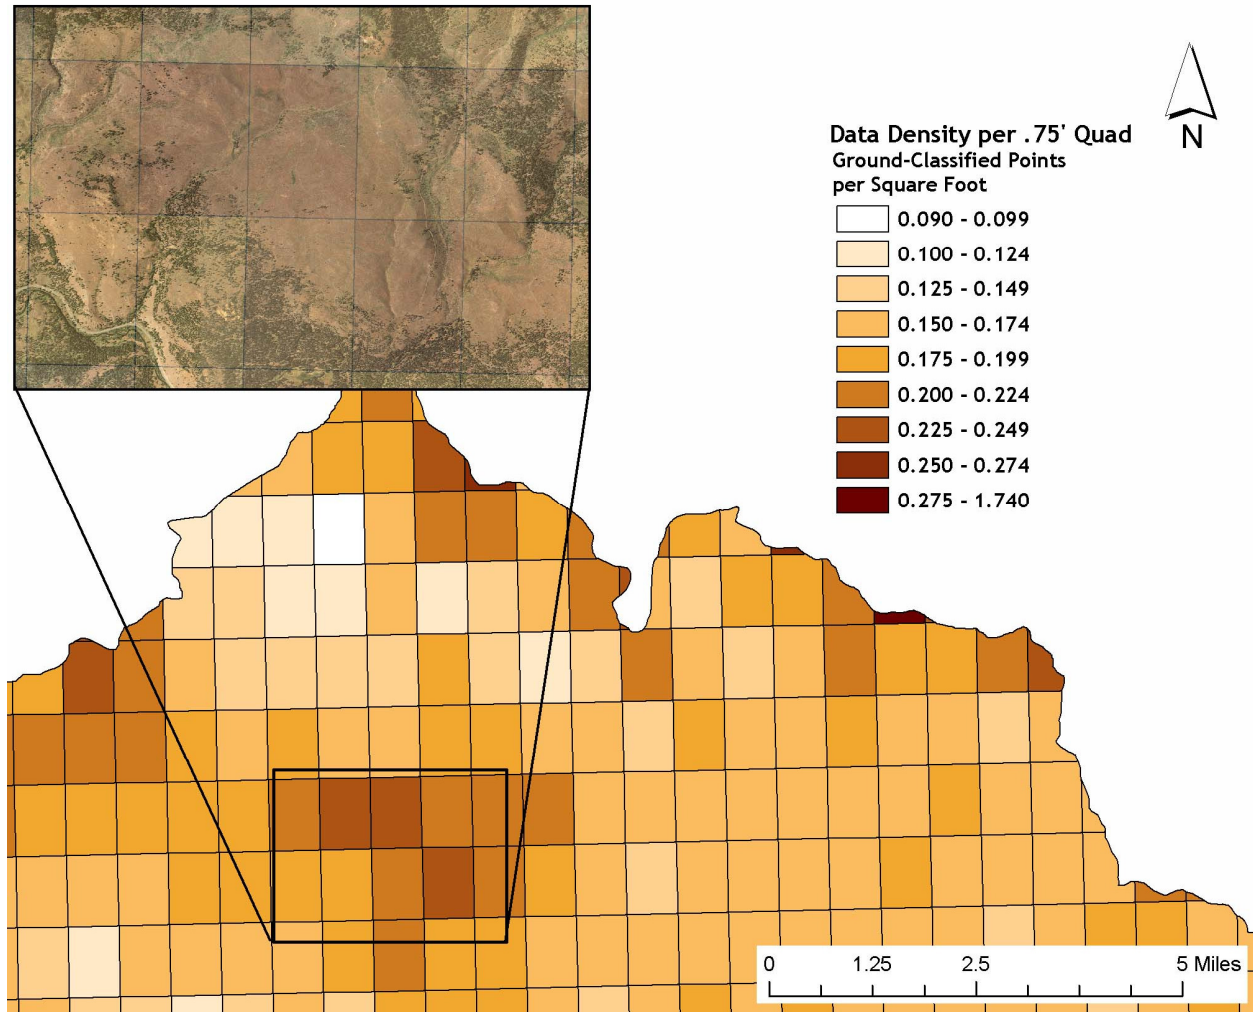 N
Data Density per .75' Quad
Ground-Classified Points
per Square Foot
0.090 - 0.099
0.100 - 0.124
0.125 - 0.149
0.150 - 0.174
0.175 - 0.199
0.200 - 0.224
0.225 - 0.249
0.250 - 0.274
0.275 - 1.740
0 1.25 2.5 5 Miles